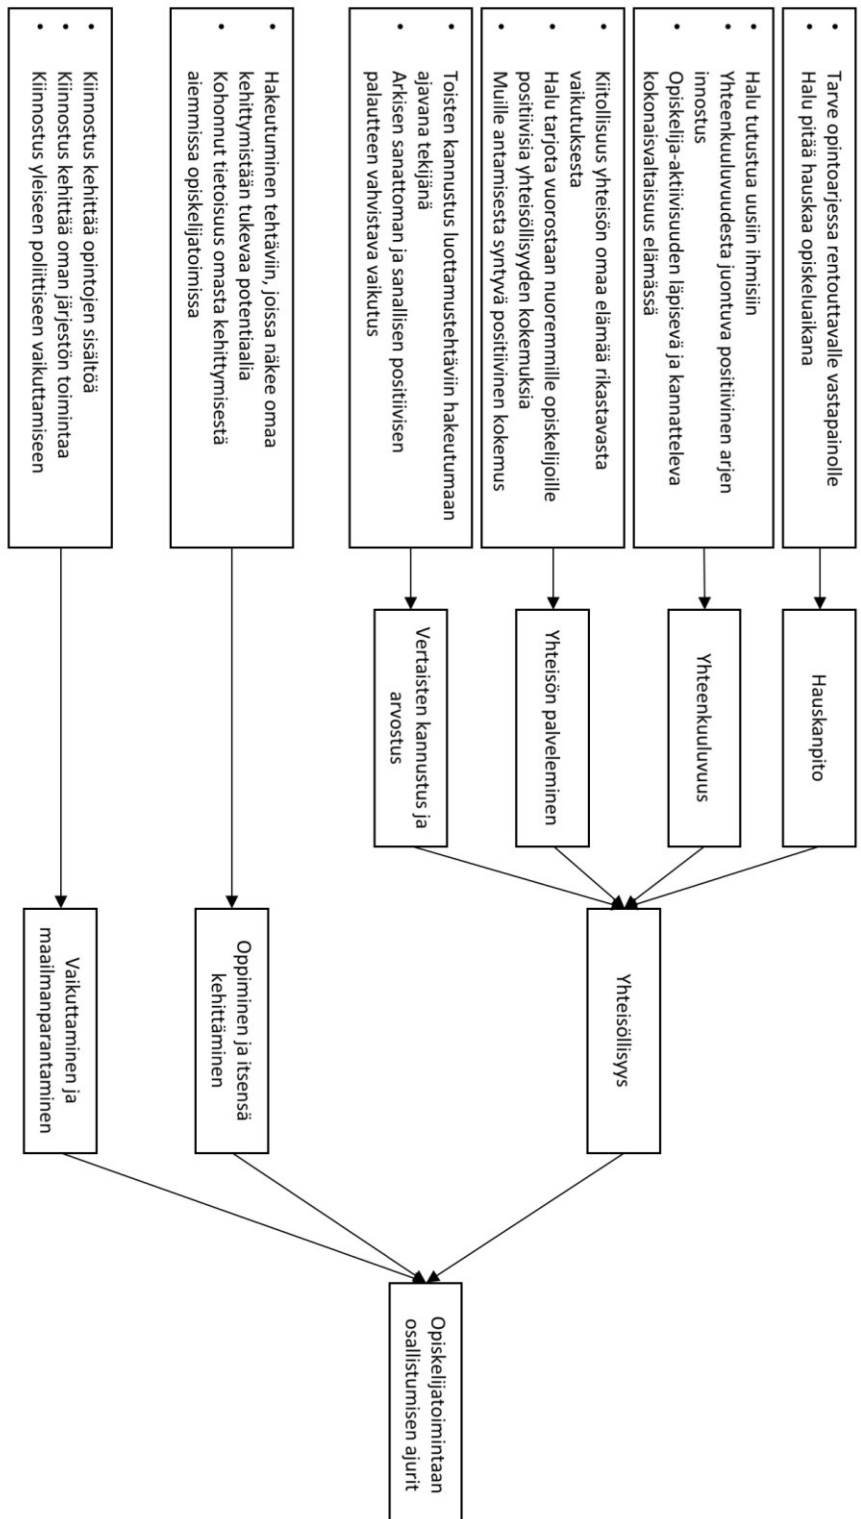 Tarve opintoarjessa rentouttavalle vastapainolle
Halu pitää hauskaa opiskeluaikana
Halu tutustua uusiin ihmisiin
Yhteenkuuluvuudesta juontuva positiivinen arjen
innostus
Opiskelija-aktiivisuuden läpisevä ja kannatteleva
kokonaisvaltaisuus elämässä
Kiitollisuus yhteisön omaa elämää rikastavasta
vaikutuksesta
Halu tarjota vuorostaan nuoremmille opiskelijoille
positiivisia yhteisöllisyyden kokemuksia
Muille antamisesta syntyvä positiivinen kokemus
Toisten kannustus luottamustehtäviin hakeutumaan
ajavana tekijänä
Arkisen sanattoman ja sanallisen positiivisen
palautteen vahvistava vaikutus
Hakeutuminen tehtäviin, joissa näkee omaa
kehittymistään tukevaa potentiaalia
Kohonnut tietoisuus omasta kehittymisestä
aiemmissa opiskelijatoimissa
Kiinnostus kehittää opintojen sisältöä
Kiinnostus kehittää oman järjestön toimintaa
Kiinnostus yleiseen poliittiseen vaikuttamiseen
Hauskanpito
Yhteenkuuluvuus
Yhteisön palveleminen
Vertaisten kannustus ja
arvostus
Yhteisöllisyys
Oppiminen ja itsensä
kehittäminen
Vaikuttaminen ja
maailmanparantaminen
Opiskelijatoimintaan
osallistumisen ajurit